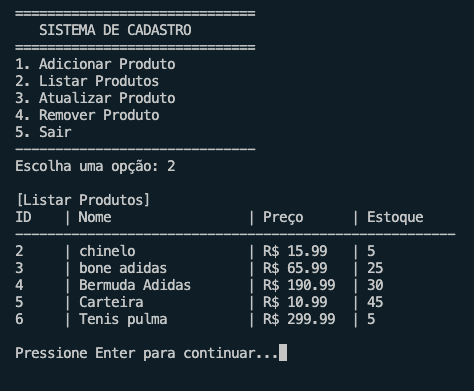 ==============================
SISTEMA DE CADASTRO
==============================
1. Adicionar Produto
2. Listar Produtos
3. Atualizar Produto
4. Remover Produto
5. Sair
------------------------------
Escolha uma opção: 2
[Listar Produtos]
ID | Nome | Preço | Estoque
-------------------------------------------------------
2 | chinelo | R$ 15.99 | 5
3 | bone adidas | R$ 65.99 | 25
4 | Bermuda Adidas | R$ 190.99 | 30
5 | Carteira | R$ 10.99 | 45
6 | Tenis pulma | R$ 299.99 | 5
Pressione Enter para continuar...